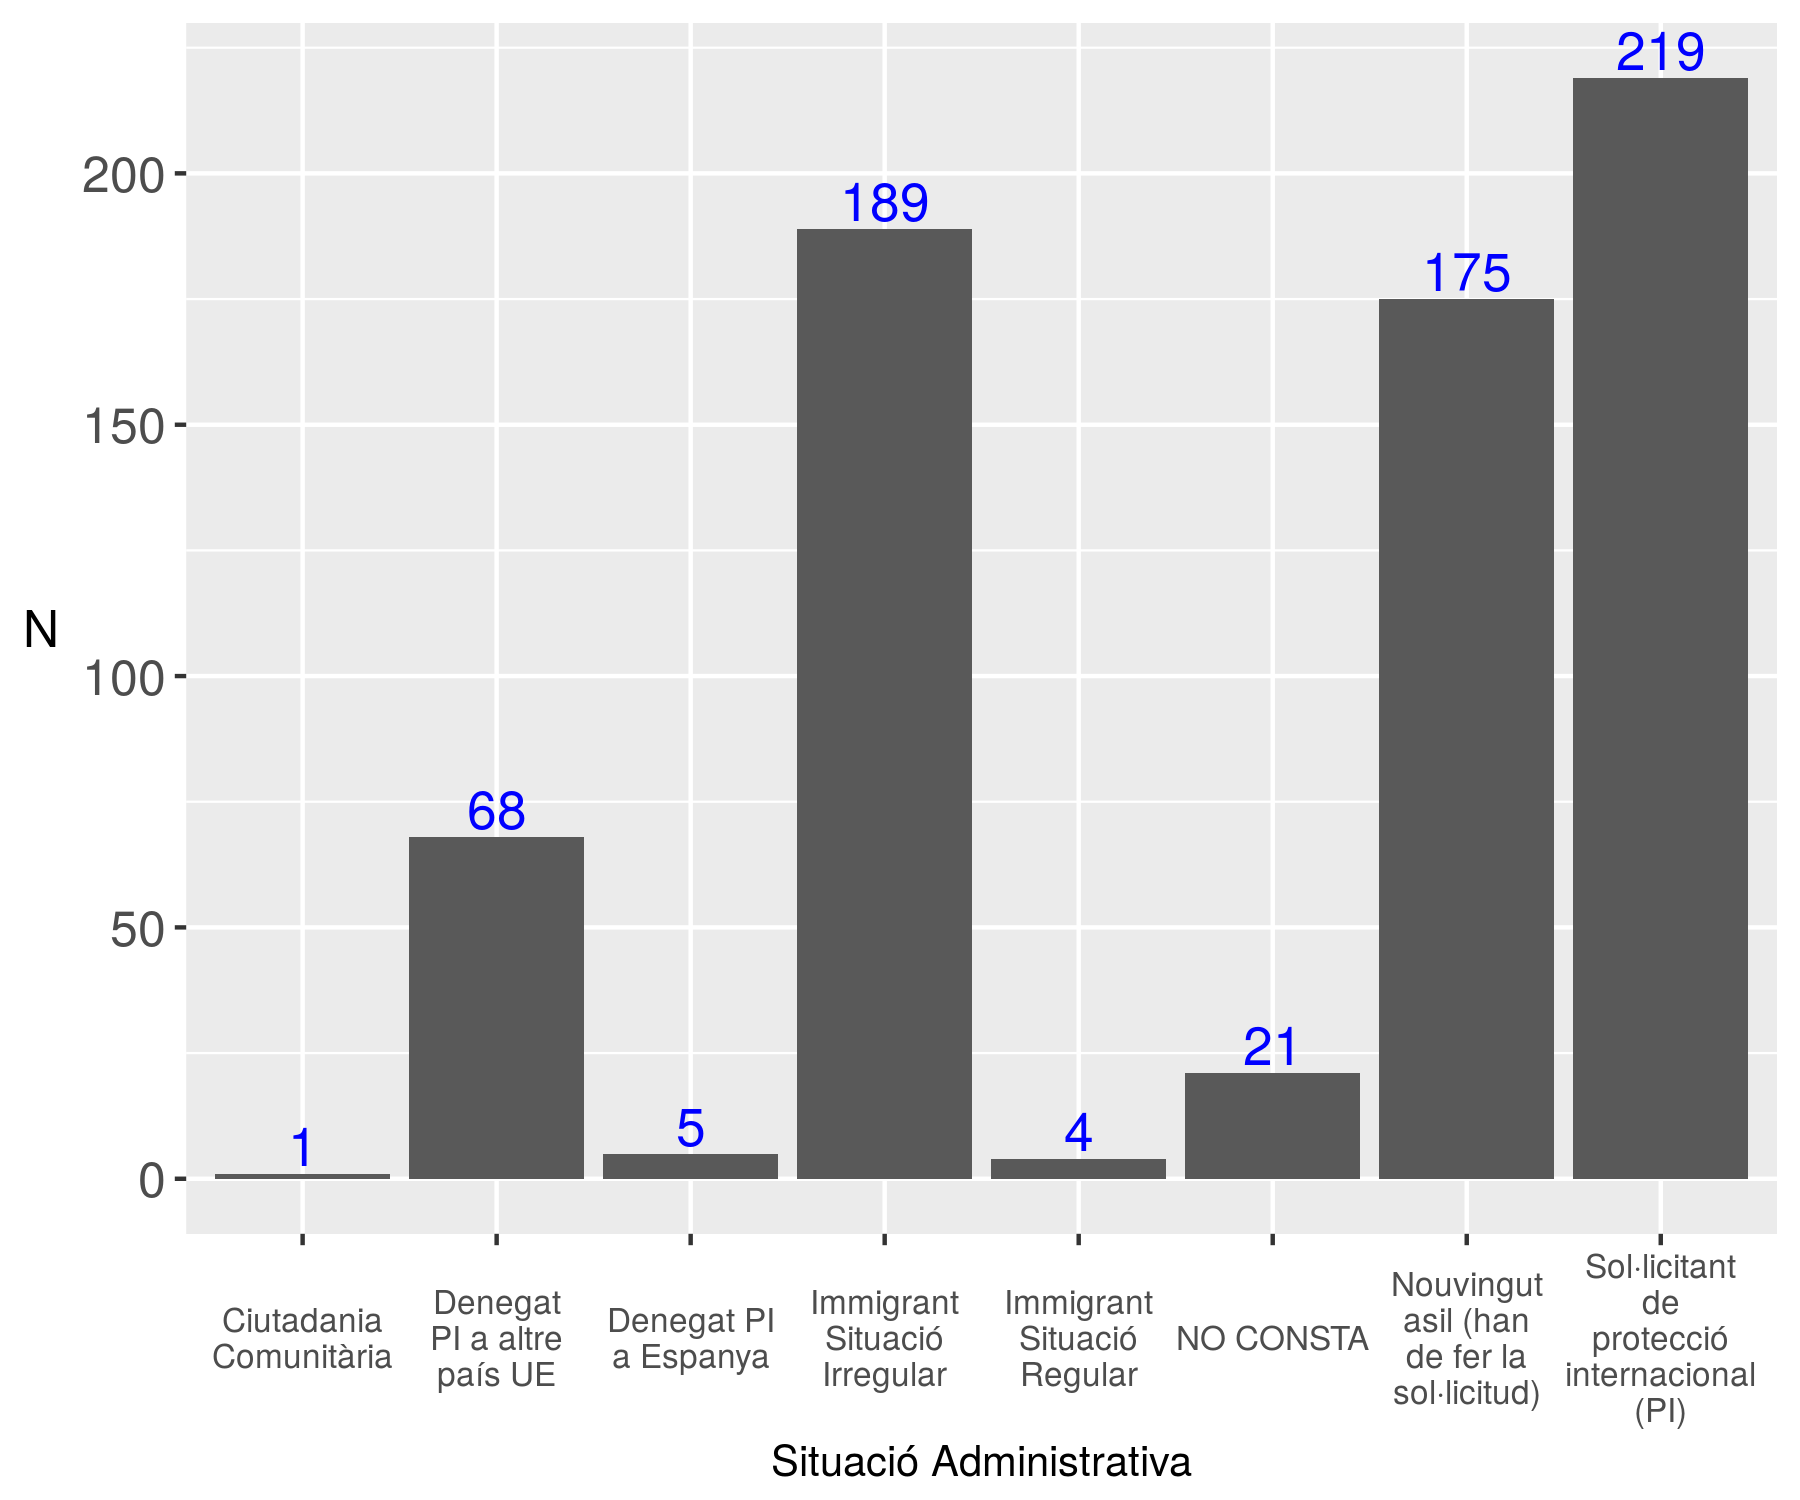 219
200
189
175
150
N
100
68
50
21
5
4
1
0
Ciutadania
Comunitària
Denegat
PI a altre
país UE
Denegat PI
a Espanya
Immigrant
Situació
Irregular
Immigrant
Situació
Regular
NO CONSTA
Nouvingut
asil (han
de fer la
sol·licitud)
Sol·licitant
de
protecció
internacional
(PI)
Situació Administrativa